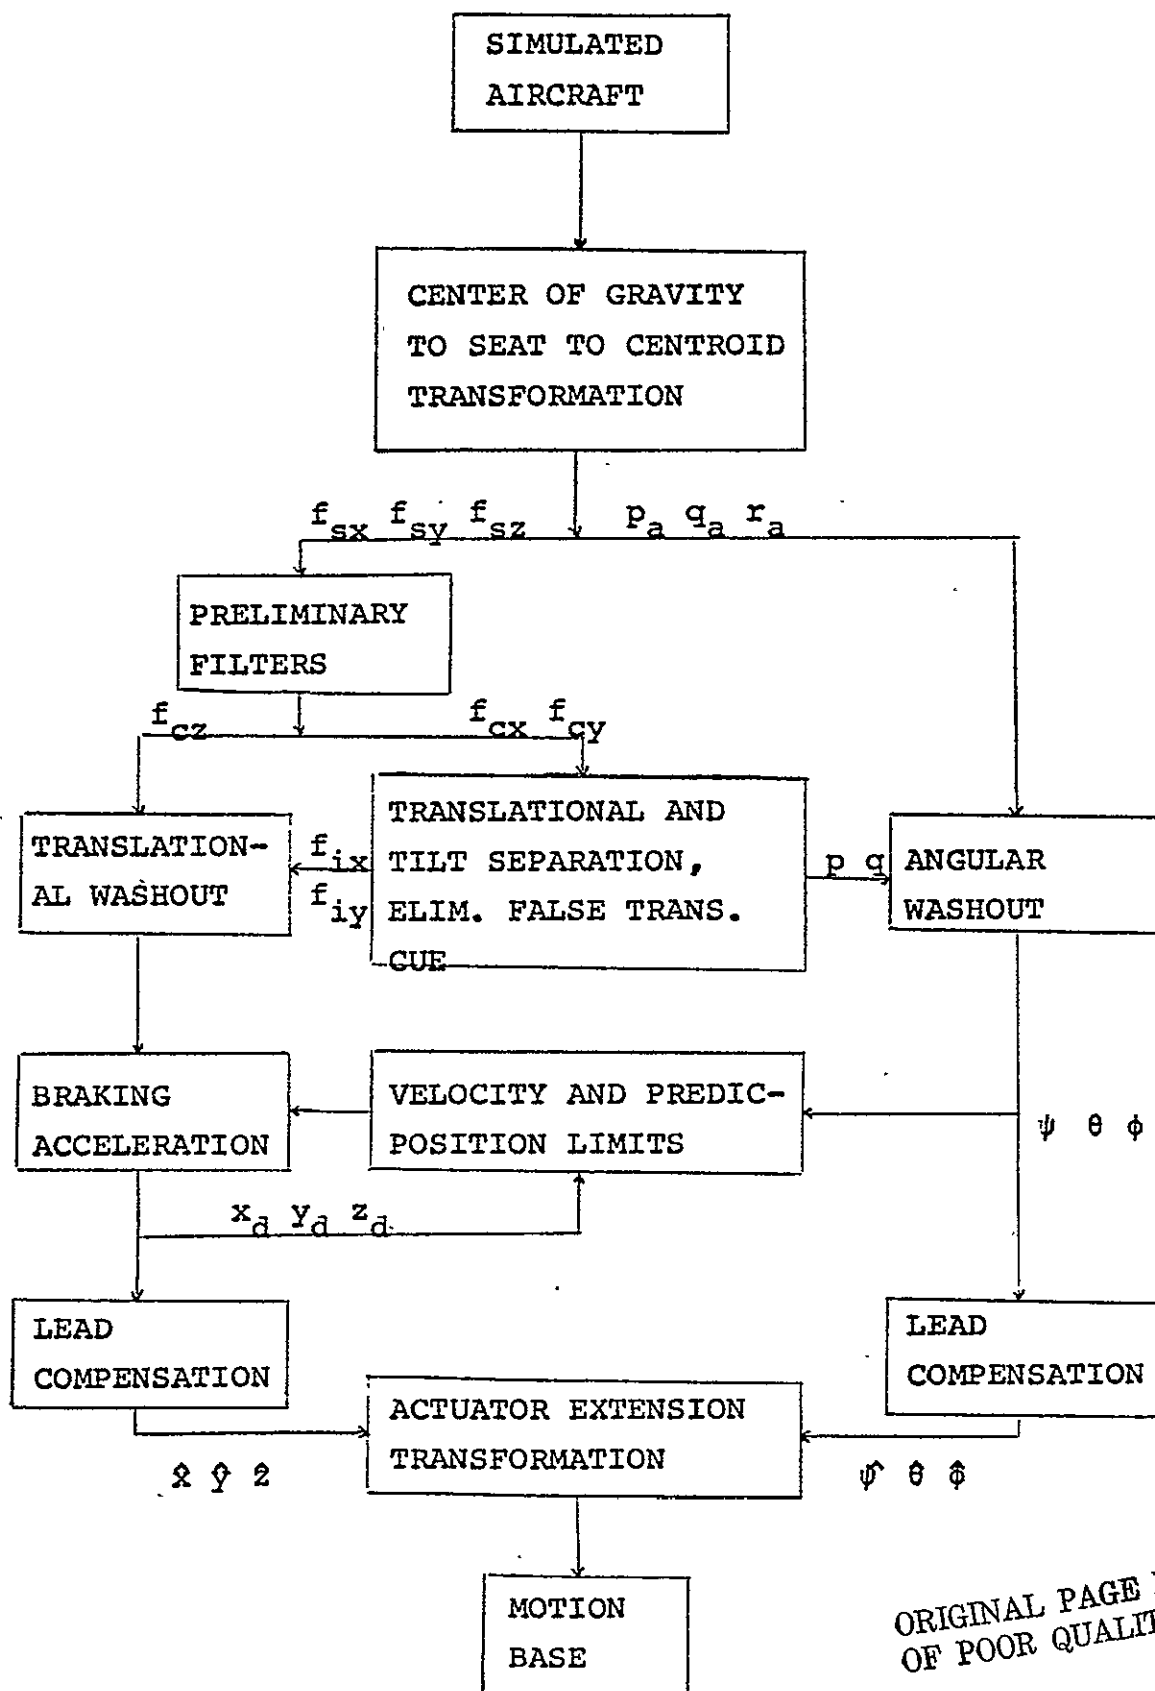 SIMULATED
AIRCRAFT
CENTER OF GRAVITY
TO SEAT TO CENTROID
TRANSFORMATION
f_sx f_sy f_sz
p_a q_a r_a
PRELIMINARY
FILTERS
f_cz
f_cx f_cy
TRANSLATION-
AL WASHOUT
f_ix
f_iy
TRANSLATIONAL AND
TILT SEPARATION,
ELIM. FALSE TRANS.
CUE
p q
ANGULAR
WASHOUT
BRAKING
ACCELERATION
VELOCITY AND PREDIC-
POSITION LIMITS
ψ θ φ
x_d y_d z_d
LEAD
COMPENSATION
LEAD
COMPENSATION
ACTUATOR EXTENSION
TRANSFORMATION
x̂ ŷ ẑ
ψ̂ θ̂ φ̂
MOTION
BASE
ORIGINAL PAGE
OF POOR QUALIT